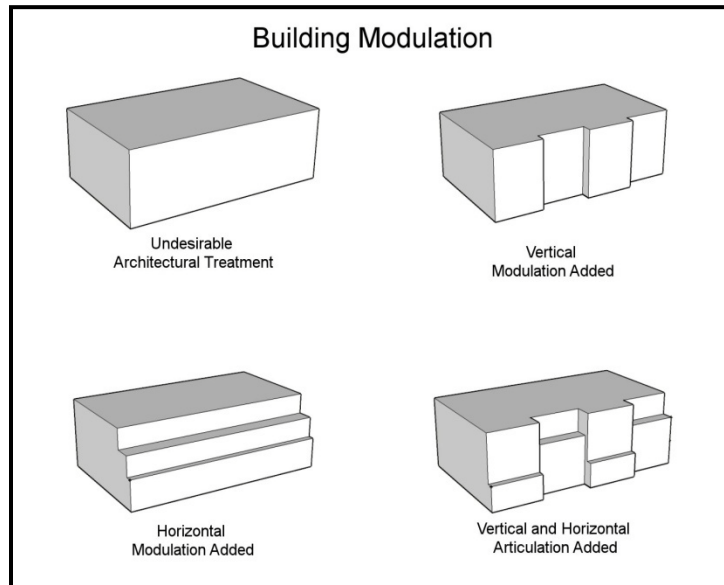 Building Modulation
Undesirable
Architectural Treatment
Vertical
Modulation Added
Horizontal
Modulation Added
Vertical and Horizontal
Articulation Added